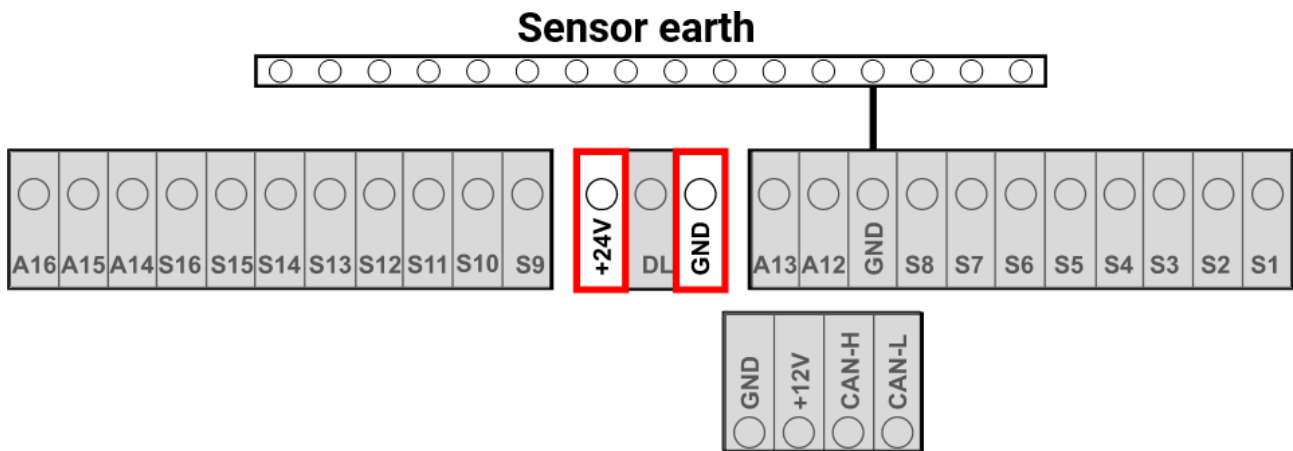 Sensor earth
A16 A15 A14 S16 S15 S14 S13 S12 S11 S10 S9 +24V DL GND A13 A12 GND S8 S7 S6 S5 S4 S3 S2 S1
GND +12V CAN-H CAN-L